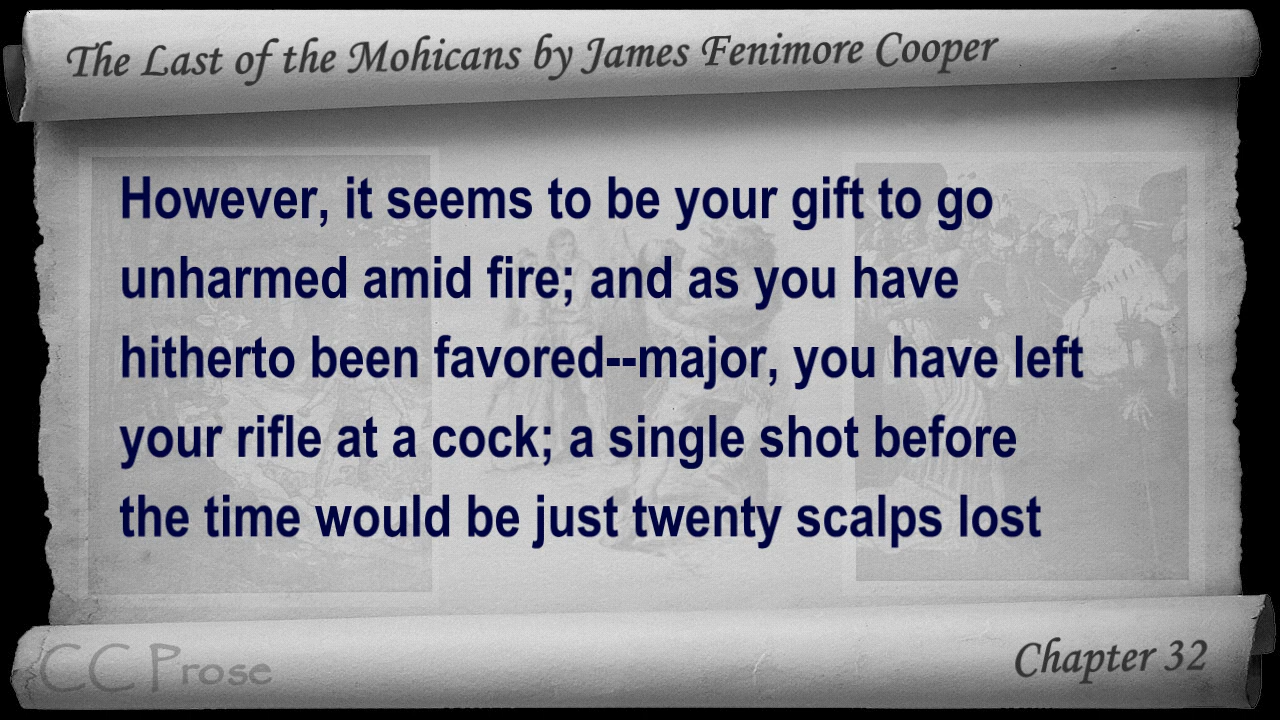 The Last of the Mohicans by James Fenimore Cooper
However, it seems to be your gift to go
unharmed amid fire; and as you have
hitherto been favored--major, you have left
your rifle at a cock; a single shot before
the time would be just twenty scalps lost
CC Prose
Chapter 32